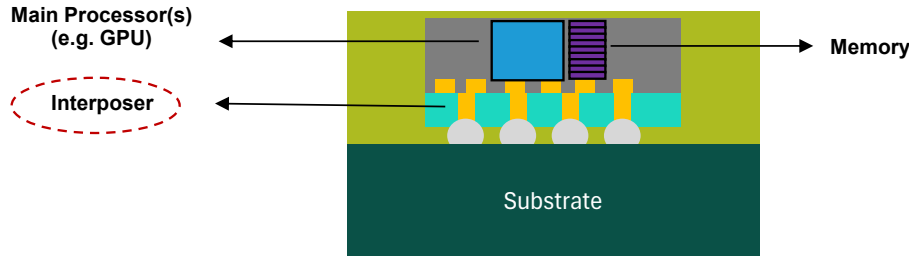 Main Processor(s)
(e.g. GPU)
Memory
Interposer
Substrate